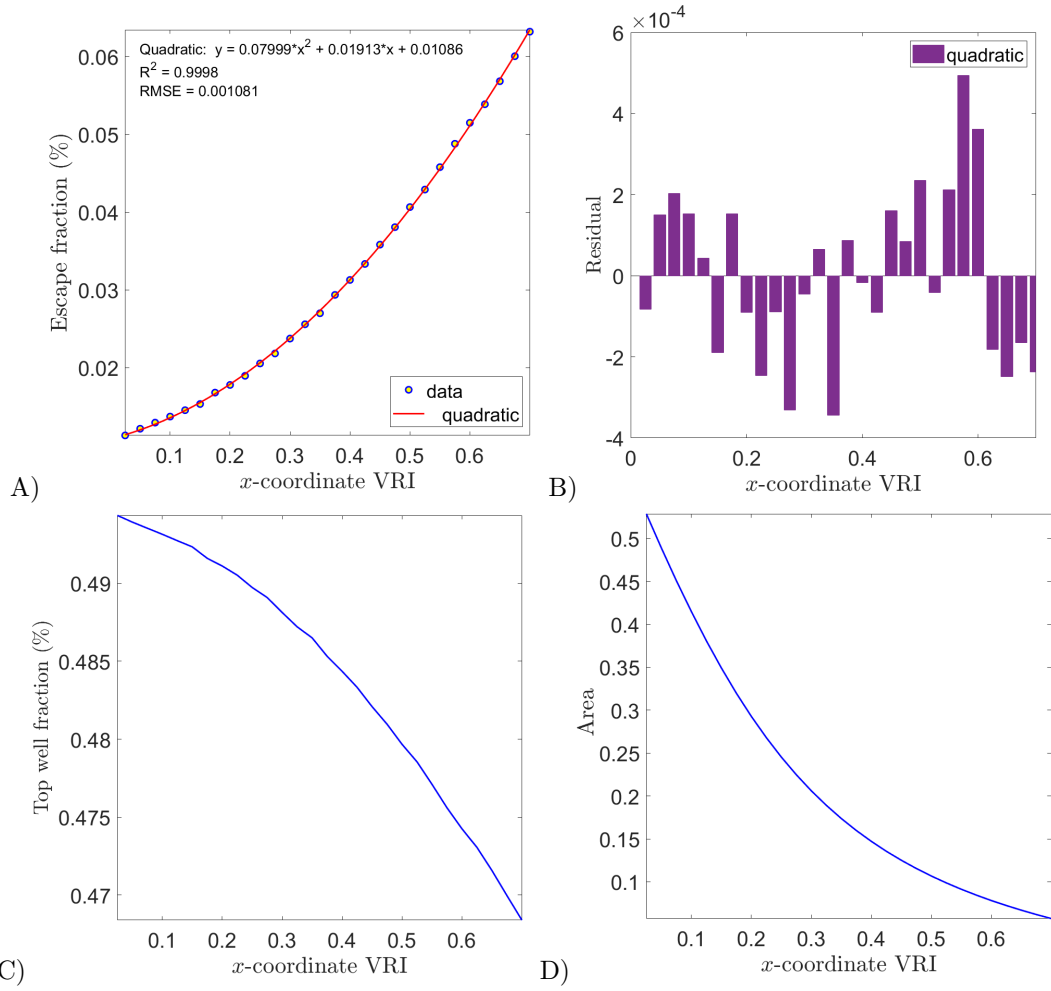 Quadratic: y = 0.07999*x² + 0.01913*x + 0.01086
R² = 0.9998
RMSE = 0.001081
0.06
0.05
0.04
0.03
0.02
Escape fraction (%)
data
quadratic
0.1 0.2 0.3 0.4 0.5 0.6
x-coordinate VRI
A)
×10⁻⁴
6
4
2
0
-2
-4
Residual
quadratic
0 0.2 0.4 0.6
x-coordinate VRI
B)
0.49
0.485
0.48
0.475
0.47
Top well fraction (%)
0.1 0.2 0.3 0.4 0.5 0.6
x-coordinate VRI
C)
0.5
0.45
0.4
0.35
0.3
0.25
0.2
0.15
0.1
Area
0.1 0.2 0.3 0.4 0.5 0.6
x-coordinate VRI
D)